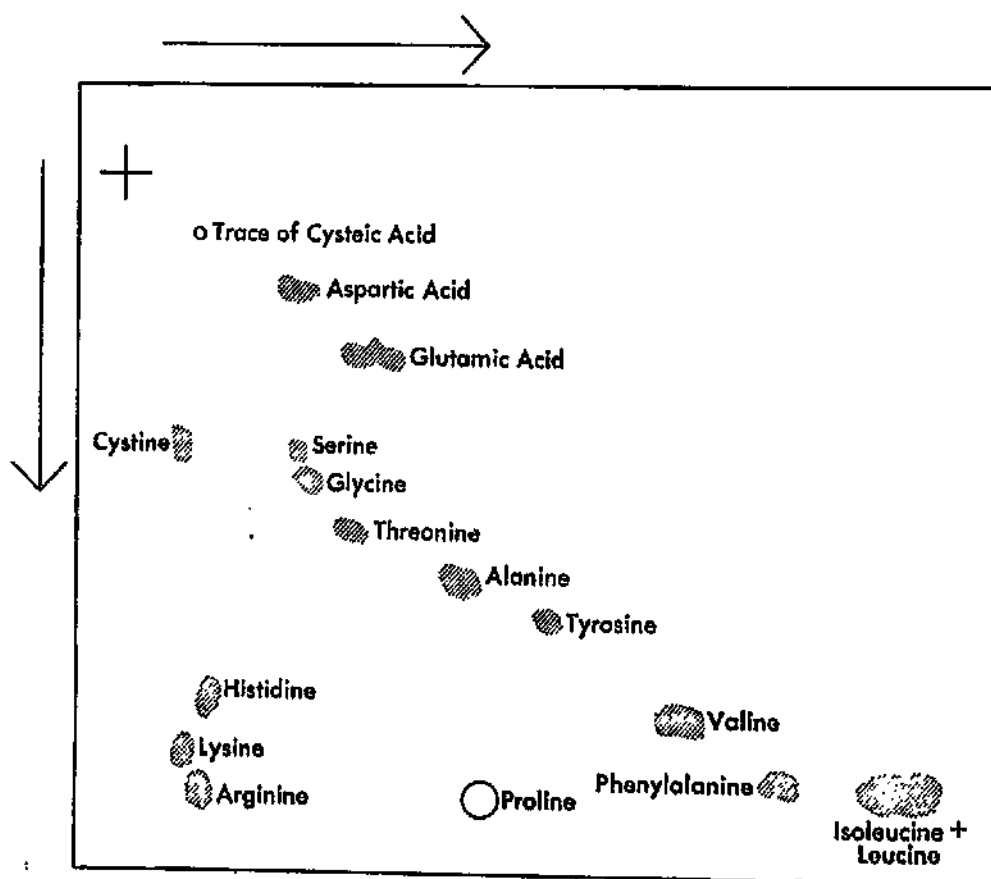 Trace of Cysteic Acid
Aspartic Acid
Glutamic Acid
Cystine
Serine
Glycine
Threonine
Alanine
Tyrosine
Histidine
Valine
Lysine
Phenylalanine
Arginine
Proline
Isoleucine +
Leucine